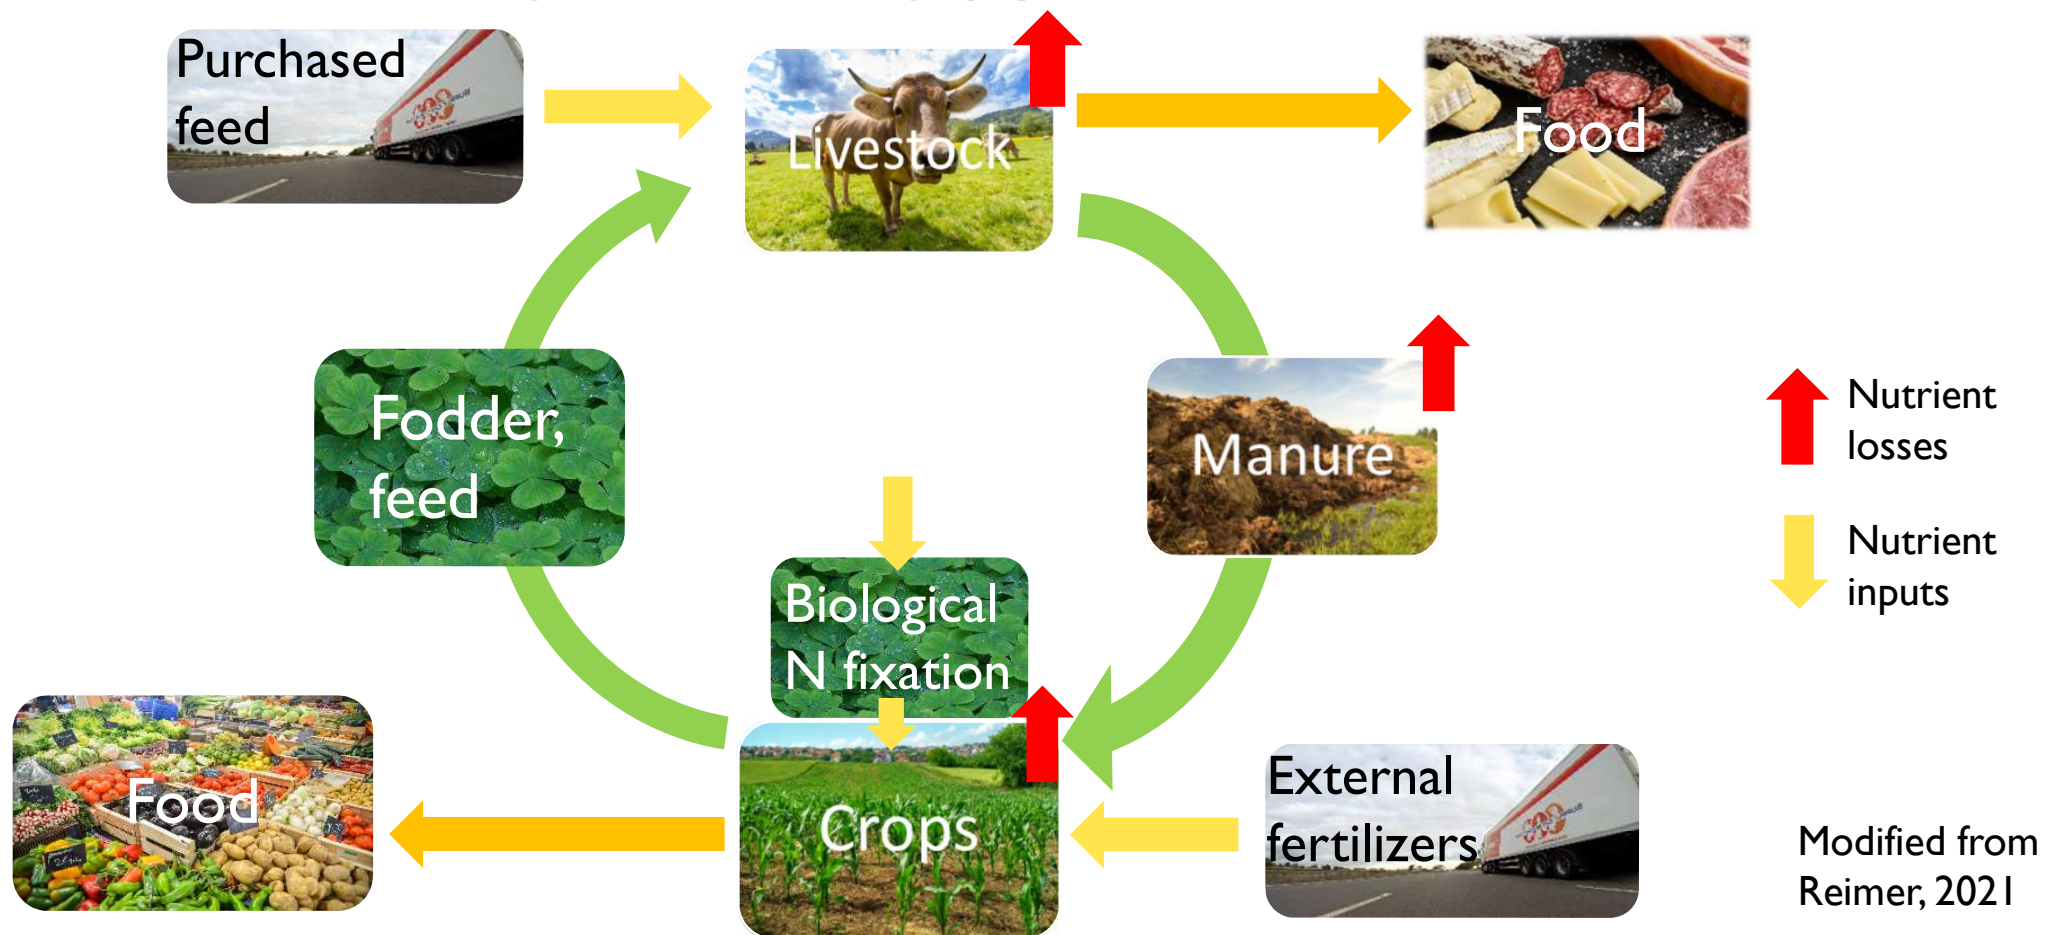 Purchased
feed
Livestock
Food
Fodder,
feed
Manure
Nutrient
losses
Nutrient
inputs
Biological
N fixation
Food
Crops
External
fertilizers
Modified from
Reimer, 2021